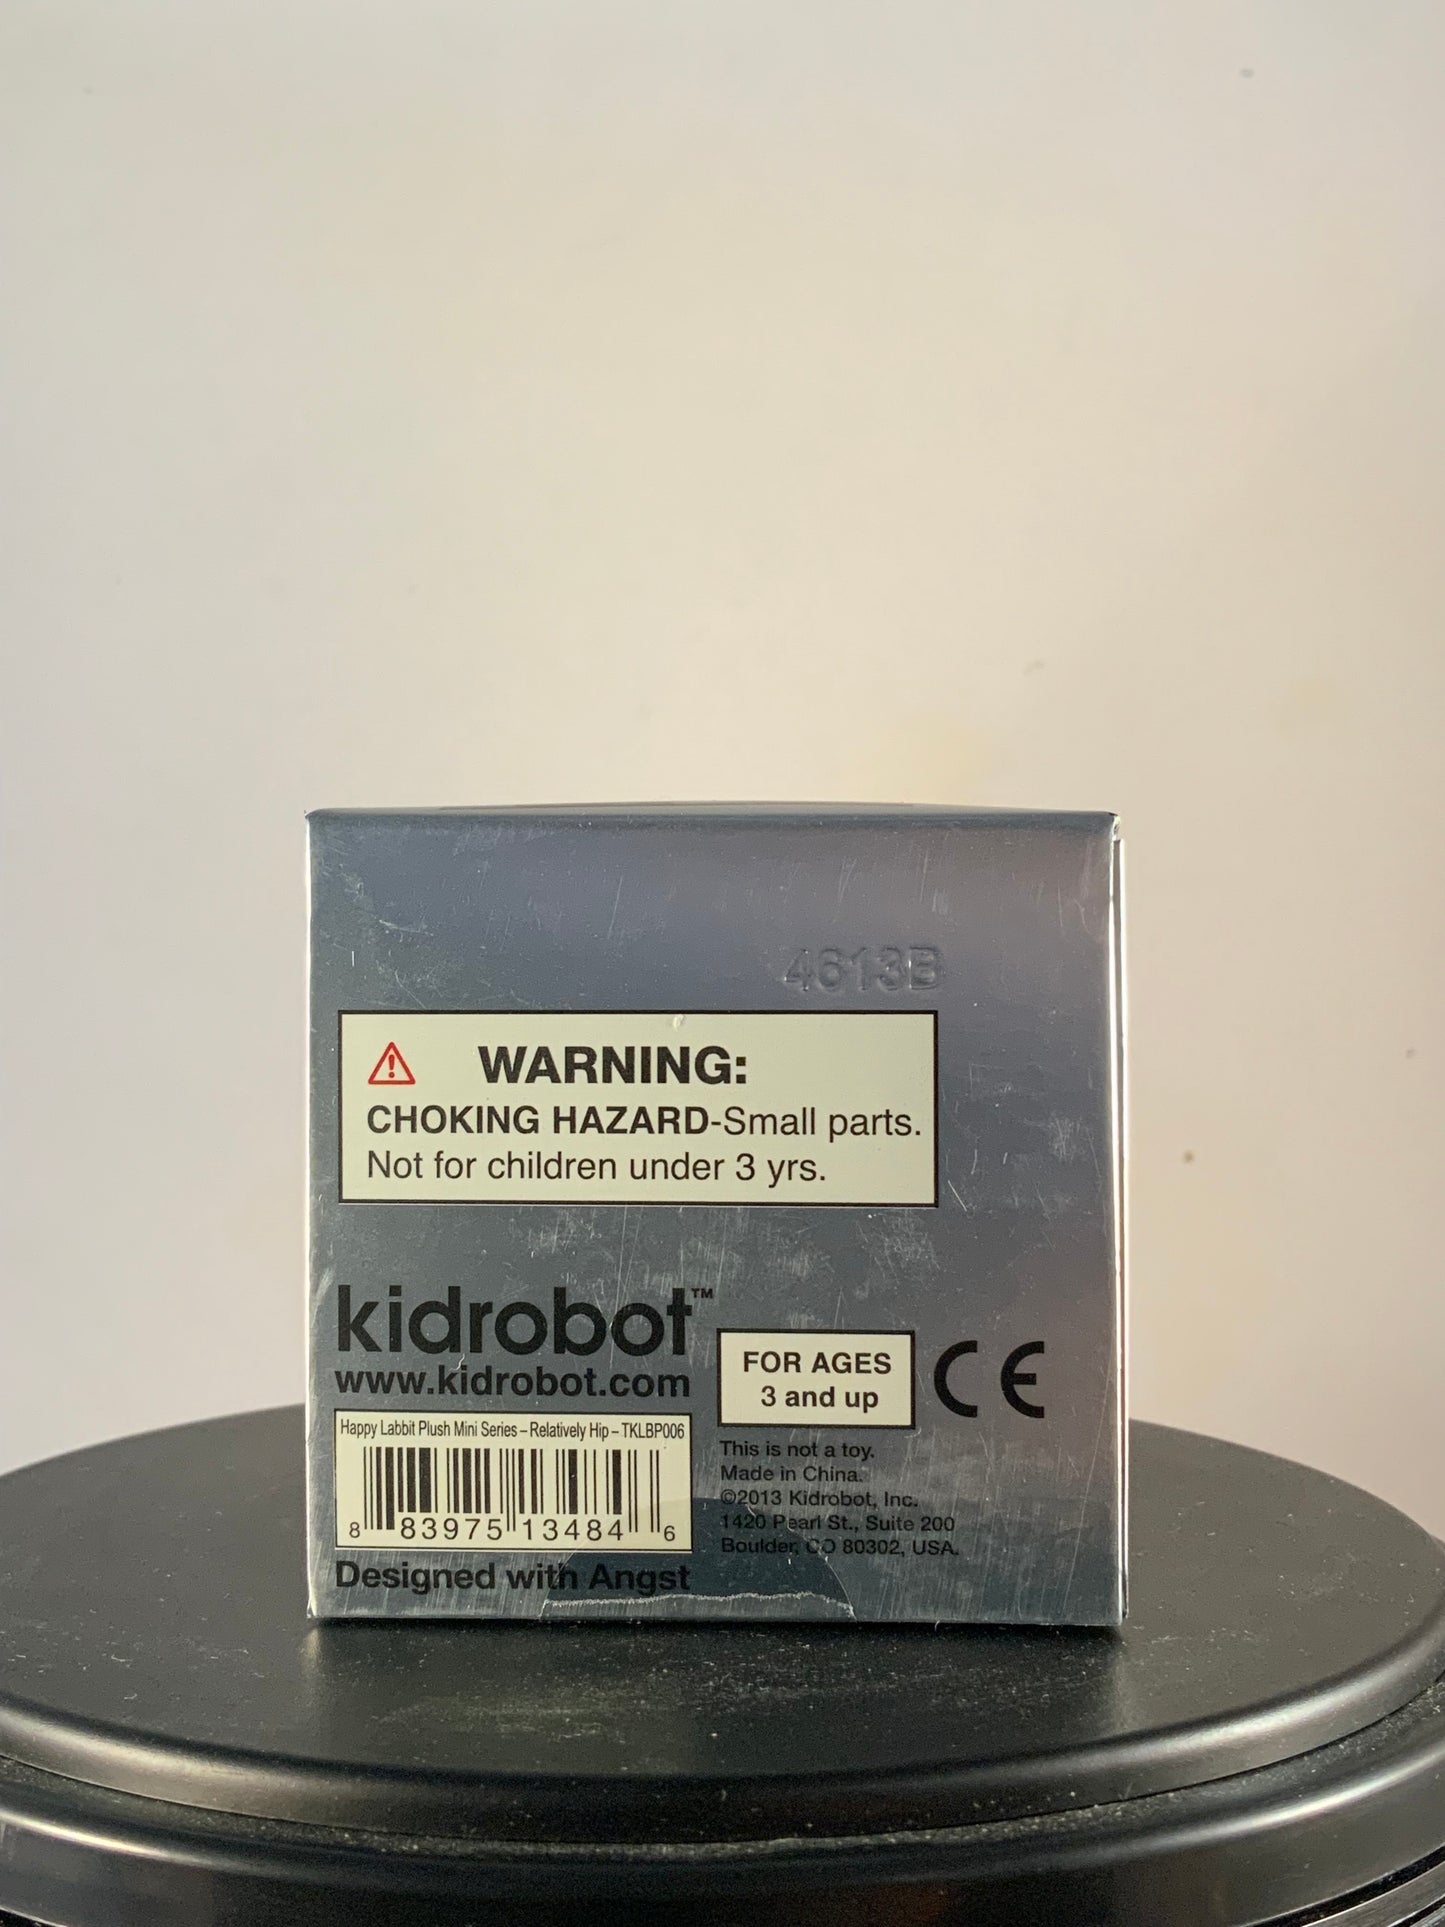 4613B
WARNING:
CHOKING HAZARD-Small parts.
Not for children under 3 yrs.
kidrobot™
www.kidrobot.com
Happy Labbit Plush Mini Series – Relatively Hip – TKLBP006
8 83975 13484 6
Designed with Angst
FOR AGES
3 and up
CE
This is not a toy.
Made in China.
©2013 Kidrobot, Inc.
1420 Pearl St., Suite 200
Boulder, CO 80302, USA.